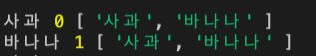 사과 0 [ '사과', '바나나' ]
바나나 1 [ '사과', '바나나' ]